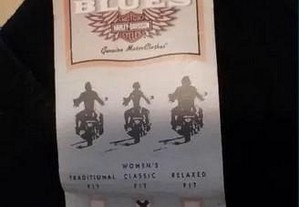 BLUES
HARLEY-DAVIDSON
Genuine MotorClothes
WOMEN'S
TRADITIONAL CLASSIC RELAXED
FIT FIT FIT
X